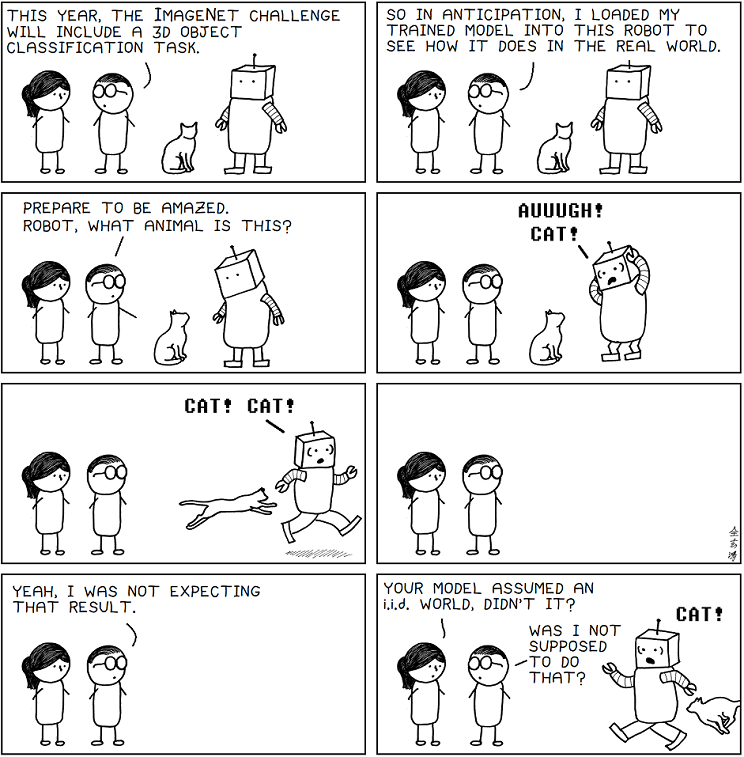 THIS YEAR, THE IMAGENET CHALLENGE
WILL INCLUDE A 3D OBJECT
CLASSIFICATION TASK.
SO IN ANTICIPATION, I LOADED MY
TRAINED MODEL INTO THIS ROBOT TO
SEE HOW IT DOES IN THE REAL WORLD.
PREPARE TO BE AMAZED.
ROBOT, WHAT ANIMAL IS THIS?
AUUUGH!
CAT!
CAT! CAT!
YEAH, I WAS NOT EXPECTING
THAT RESULT.
YOUR MODEL ASSUMED AN
i.i.d. WORLD, DIDN'T IT?
WAS I NOT
SUPPOSED
TO DO
THAT?
CAT!